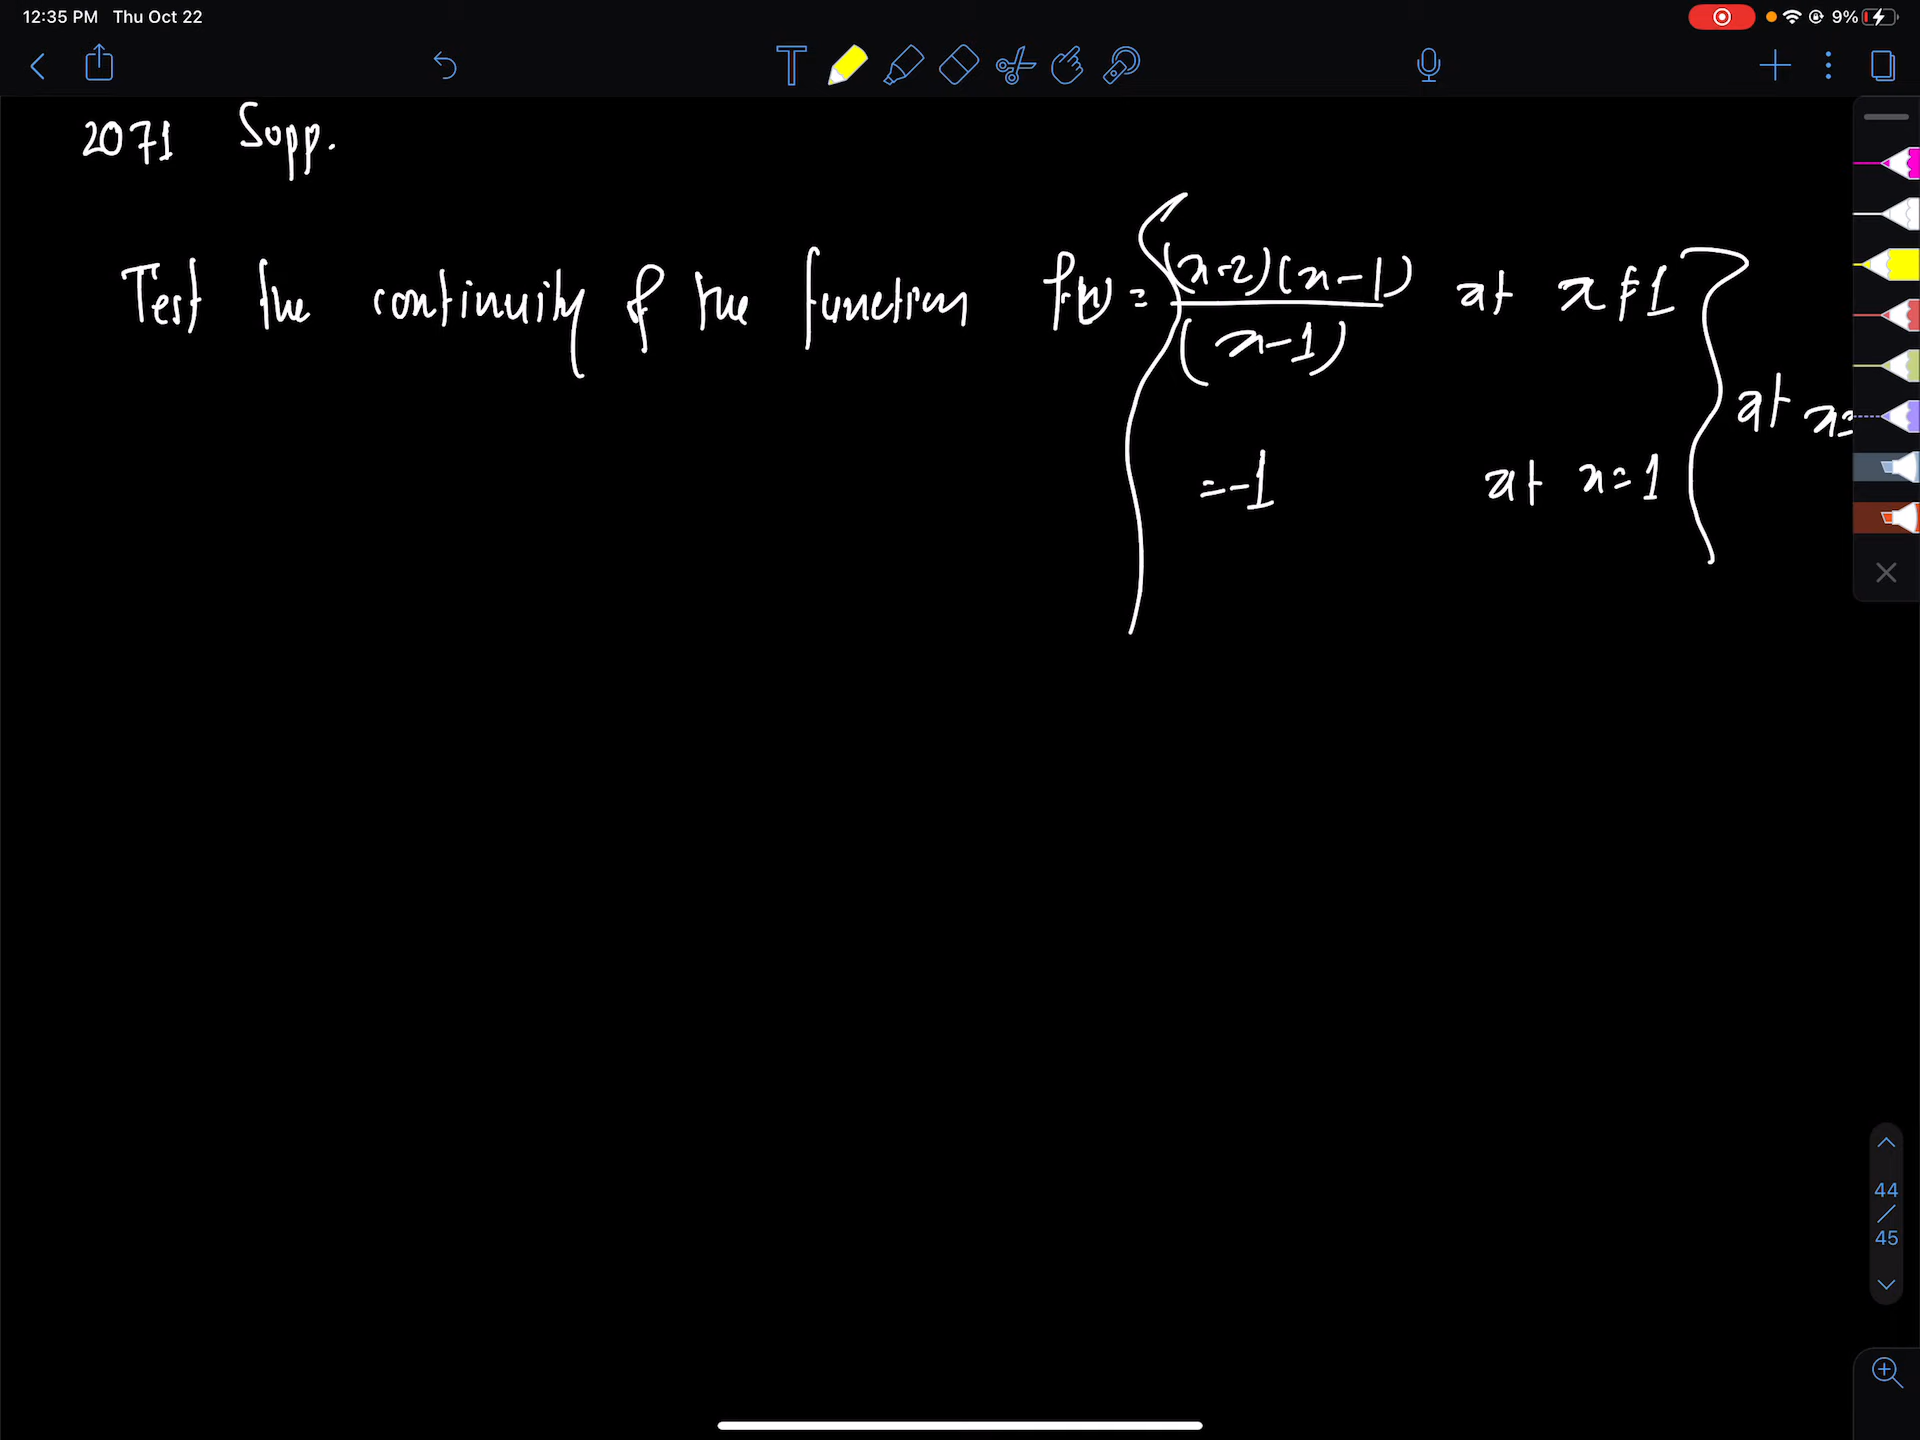 12:35 PM Thu Oct 22
9%
2071 Supp.
Test the continuity of the function f(x) = (x-2)(x-1) at x≠1
(x-1)
at x=
=-1 at x=1
44
/
45